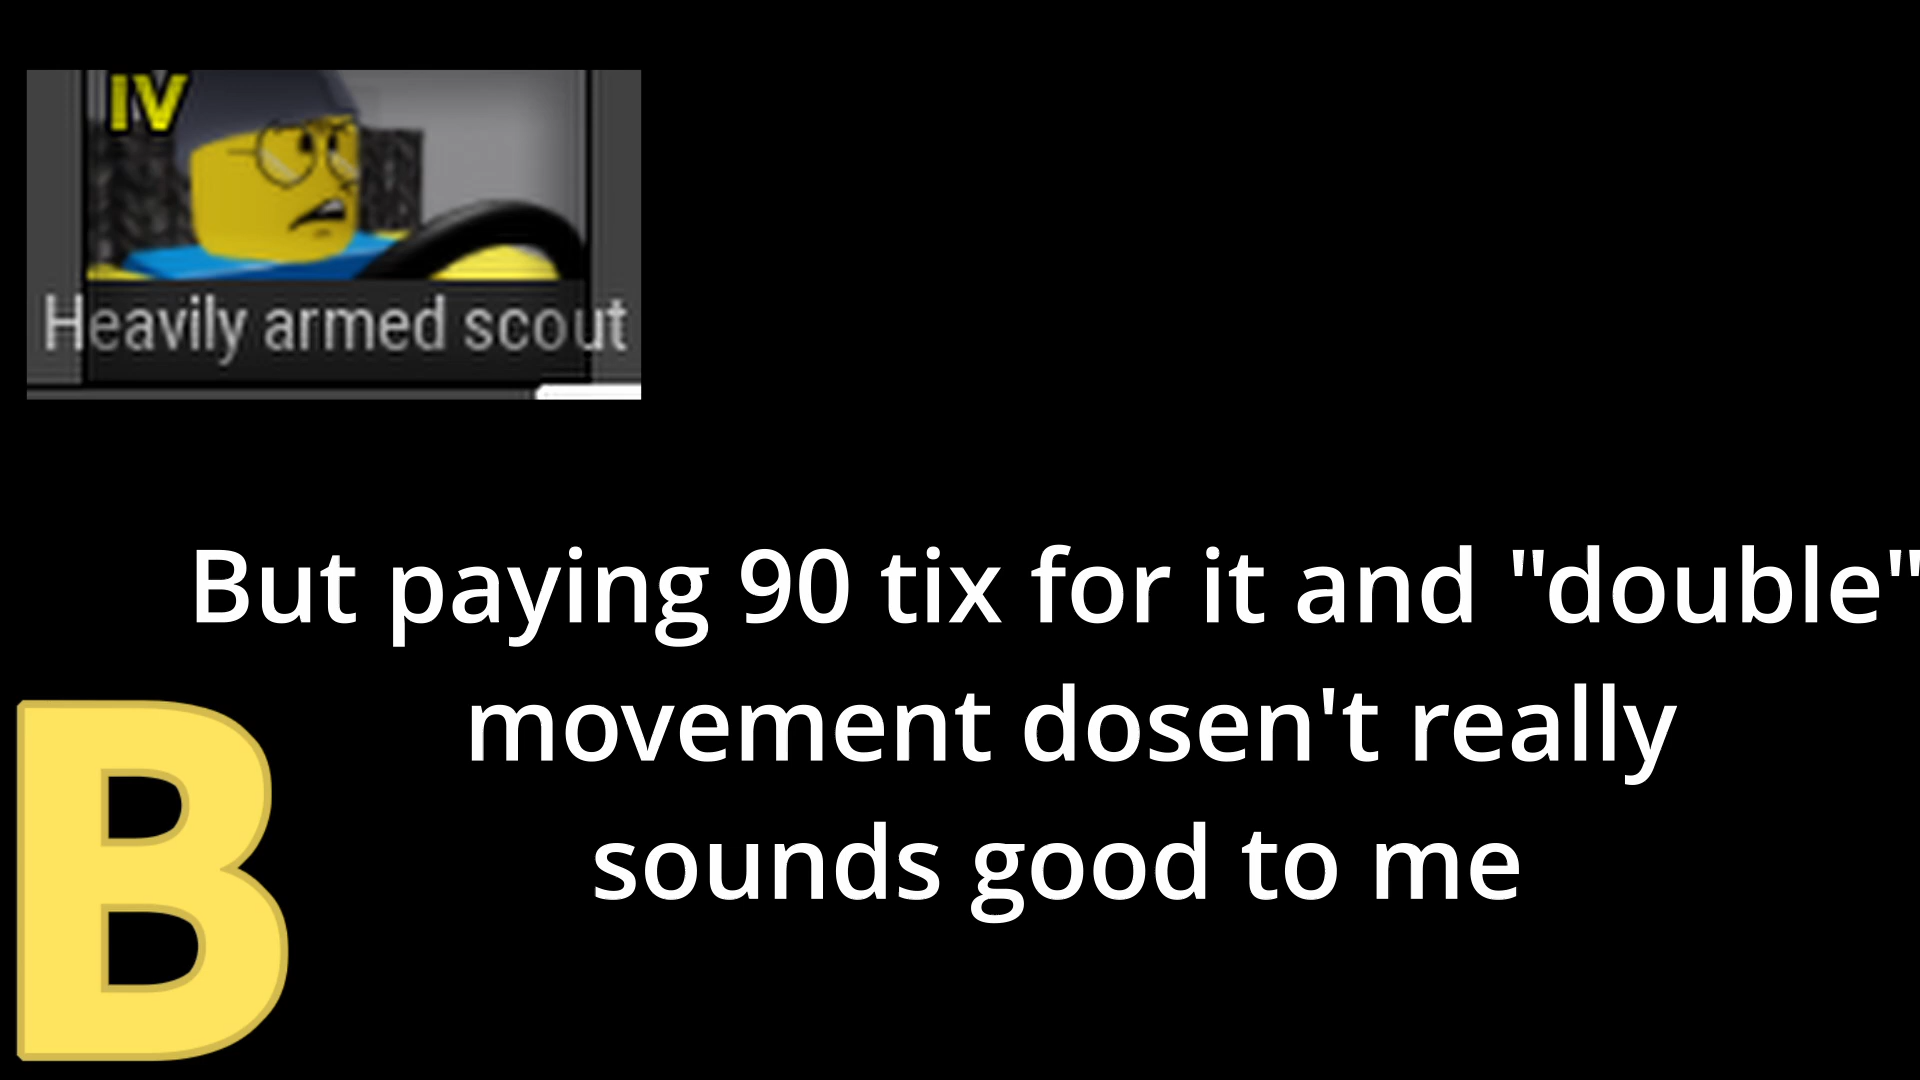 IV
Heavily armed scout
But paying 90 tix for it and "double"
movement dosen't really
sounds good to me
B